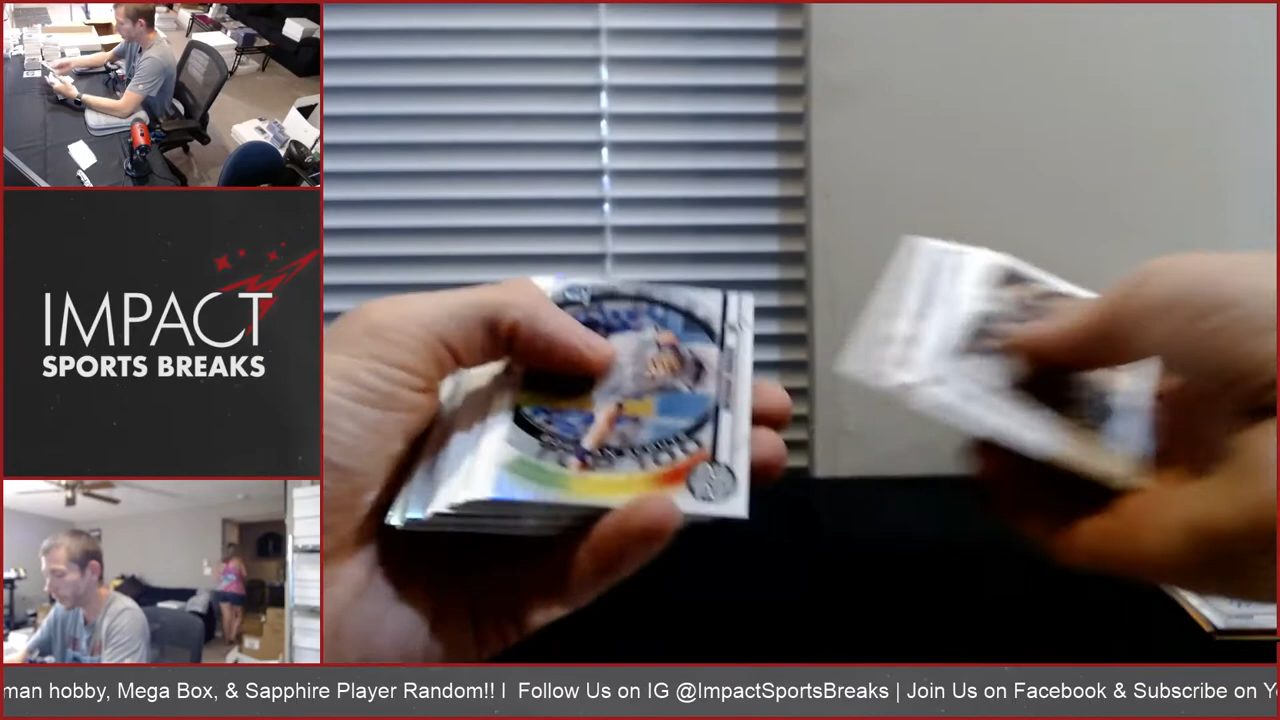 IMPACT
SPORTS BREAKS
man hobby, Mega Box, & Sapphire Player Random!! I Follow Us on IG @ImpactSportsBreaks | Join Us on Facebook & Subscribe on Y